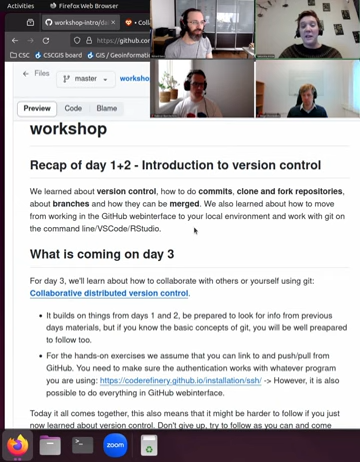 Activities
Firefox Web Browser
workshop-intro/da
Col
https://github.co
CSC
CSCGIS board
GIS / Geoinformati
Files
master
worksho
Preview
Code
Blame
workshop
Recap of day 1+2 - Introduction to version control
We learned about version control, how to do commits, clone and fork repositories,
about branches and how they can be merged. We also learned about how to move
from working in the GitHub webinterface to your local environment and work with git on
the command line/VSCode/RStudio.
What is coming on day 3
For day 3, we'll learn about how to collaborate with others or yourself using git:
Collaborative distributed version control.
It builds on things from days 1 and 2, be prepared to look for info from previous
days materials, but if you know the basic concepts of git, you will be well preapared
to follow too.
For the hands-on exercises we assume that you can link to and push/pull from
GitHub. You need to make sure the authentication works with whatever program
you are using: https://coderefinery.github.io/installation/ssh/ -> However, it is also
possible to do everything in GitHub webinterface.
Today it all comes together, this also means that it might be harder to follow if you just
now learned about version control. Don't give up, try to follow as you can and come
zoom